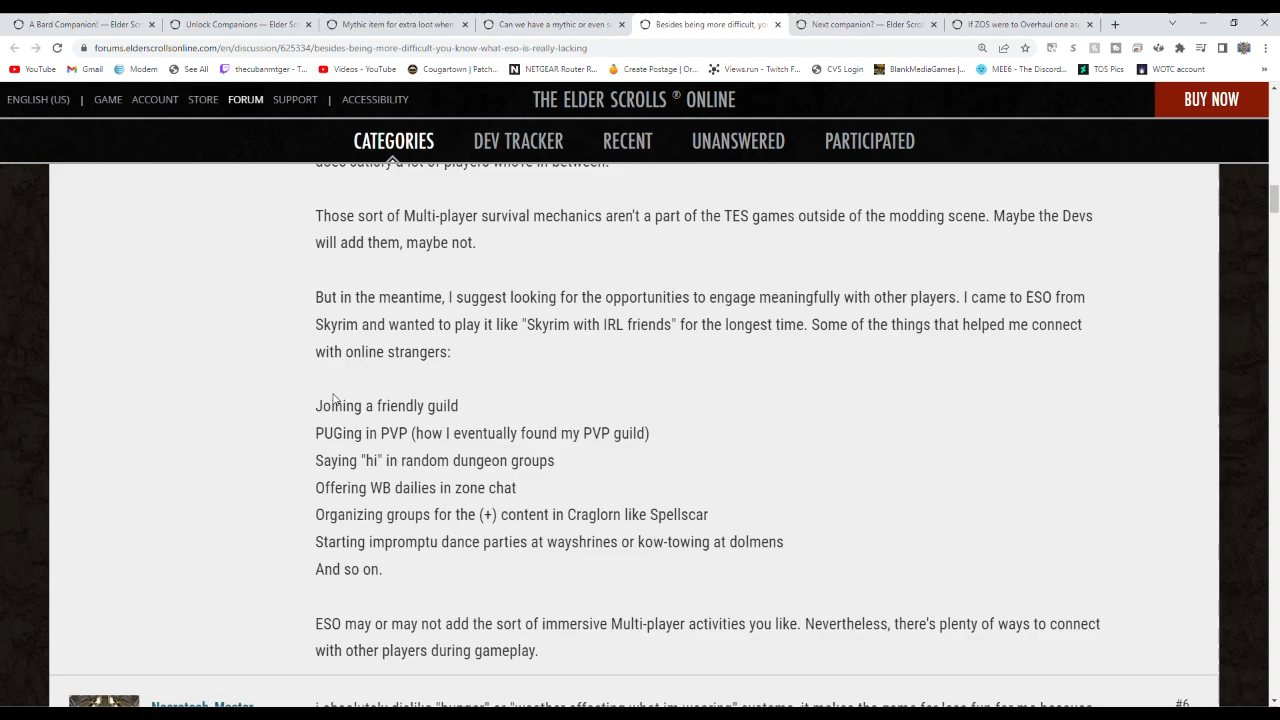 A Bard Companion! — Elder Scr
Unlock Companions — Elder Scr
Mythic item for extra loot when
Can we have a mythic or even s
Besides being more difficult, yo
Next companion? — Elder Scroll
If ZOS were to Overhaul one asp
forums.elderscrollsonline.com/en/discussion/625334/besides-being-more-difficult-you-know-what-eso-is-really-lacking
YouTube
Gmail
Modem
See All
thecubanmtger - T...
Videos - YouTube
Cougartown | Patch...
NETGEAR Router R...
Create Postage | Or...
Views.run - Twitch F...
CVS Login
BlankMediaGames |...
MEE6 - The Discord...
TOS Pics
WOTC account
»
ENGLISH (US) | GAME ACCOUNT STORE FORUM SUPPORT | ACCESSIBILITY
THE ELDER SCROLLS ® ONLINE
BUY NOW
CATEGORIES DEV TRACKER RECENT UNANSWERED PARTICIPATED
does satisfy a lot of players who're in between.
Those sort of Multi-player survival mechanics aren't a part of the TES games outside of the modding scene. Maybe the Devs
will add them, maybe not.
But in the meantime, I suggest looking for the opportunities to engage meaningfully with other players. I came to ESO from
Skyrim and wanted to play it like "Skyrim with IRL friends" for the longest time. Some of the things that helped me connect
with online strangers:
Joining a friendly guild
PUGing in PVP (how I eventually found my PVP guild)
Saying "hi" in random dungeon groups
Offering WB dailies in zone chat
Organizing groups for the (+) content in Craglorn like Spellscar
Starting impromptu dance parties at wayshrines or kow-towing at dolmens
And so on.
ESO may or may not add the sort of immersive Multi-player activities you like. Nevertheless, there's plenty of ways to connect
with other players during gameplay.
Necrotech_Master
#6
i absolutely dislike "hunger" or "weather affecting what im wearing" systems, it makes the game far less fun for me because